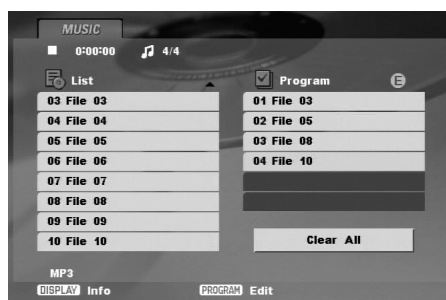 MUSIC
0:00:00 4/4
List
03 File 03
04 File 04
05 File 05
06 File 06
07 File 07
08 File 08
09 File 09
10 File 10
Program E
01 File 03
02 File 05
03 File 08
04 File 10
Clear All
MP3
DISPLAY Info PROGRAM Edit